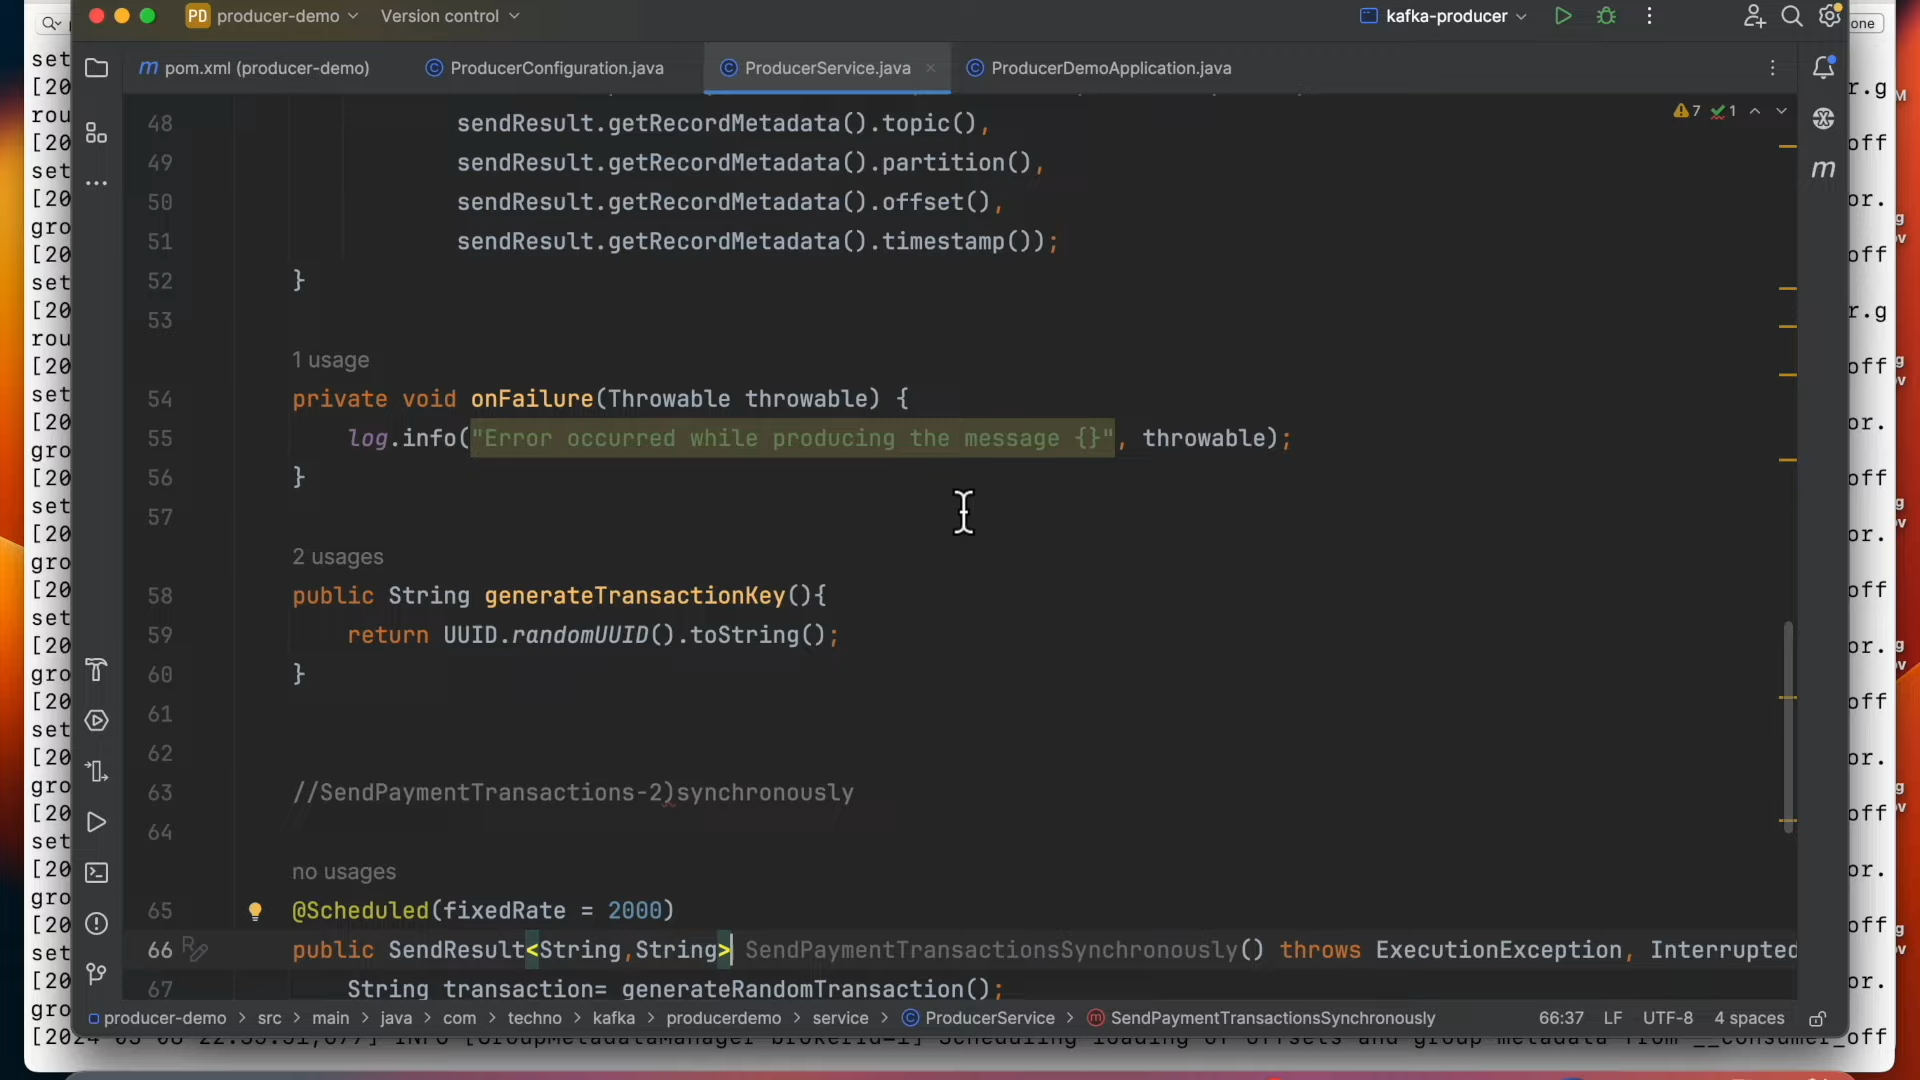 PD producer-demo Version control kafka-producer one
pom.xml (producer-demo) ProducerConfiguration.java ProducerService.java ProducerDemoApplication.java
7 1
48 sendResult.getRecordMetadata().topic(),
49 sendResult.getRecordMetadata().partition(),
50 sendResult.getRecordMetadata().offset(),
51 sendResult.getRecordMetadata().timestamp());
52 }
53
1 usage
54 private void onFailure(Throwable throwable) {
55 log.info("Error occurred while producing the message {}", throwable);
56 }
57
2 usages
58 public String generateTransactionKey(){
59 return UUID.randomUUID().toString();
60 }
61
62
63 //SendPaymentTransactions-2)synchronously
64
no usages
65 @Scheduled(fixedRate = 2000)
66 public SendResult<String,String> SendPaymentTransactionsSynchronously() throws ExecutionException, Interrupted
67 String transaction= generateRandomTransaction();
producer-demo > src > main > java > com > techno > kafka > producerdemo > service > ProducerService > SendPaymentTransactionsSynchronously 66:37 LF UTF-8 4 spaces